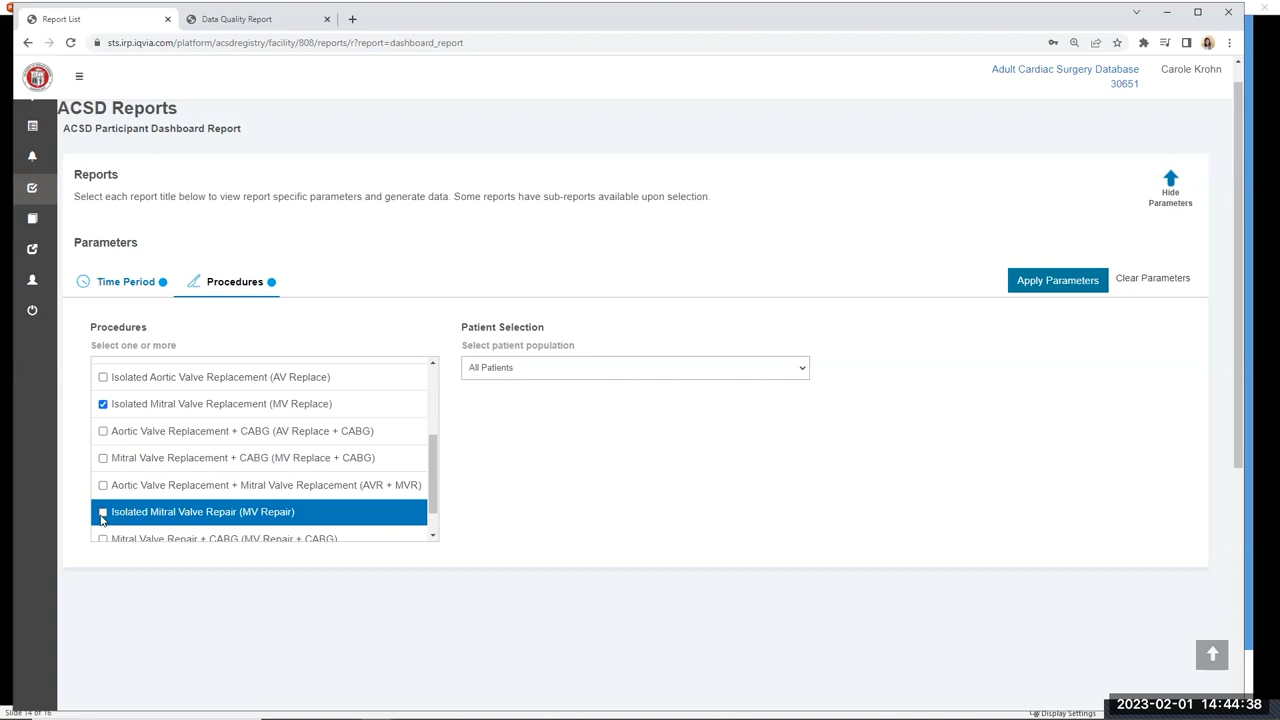 Report List
Data Quality Report
sts.irp.iqvia.com/platform/acsdregistry/facility/808/reports/r?report=dashboard_report
Adult Cardiac Surgery Database
30651
Carole Krohn
ACSD Reports
ACSD Participant Dashboard Report
Reports
Select each report title below to view report specific parameters and generate data. Some reports have sub-reports available upon selection.
Hide
Parameters
Parameters
Time Period
Procedures
Apply Parameters
Clear Parameters
Procedures
Select one or more
Isolated Aortic Valve Replacement (AV Replace)
Isolated Mitral Valve Replacement (MV Replace)
Aortic Valve Replacement + CABG (AV Replace + CABG)
Mitral Valve Replacement + CABG (MV Replace + CABG)
Aortic Valve Replacement + Mitral Valve Replacement (AVR + MVR)
Isolated Mitral Valve Repair (MV Repair)
Mitral Valve Repair + CABG (MV Repair + CABG)
Patient Selection
Select patient population
All Patients
2023-02-01 14:44:38
Slide 14 of 16
Display Settings